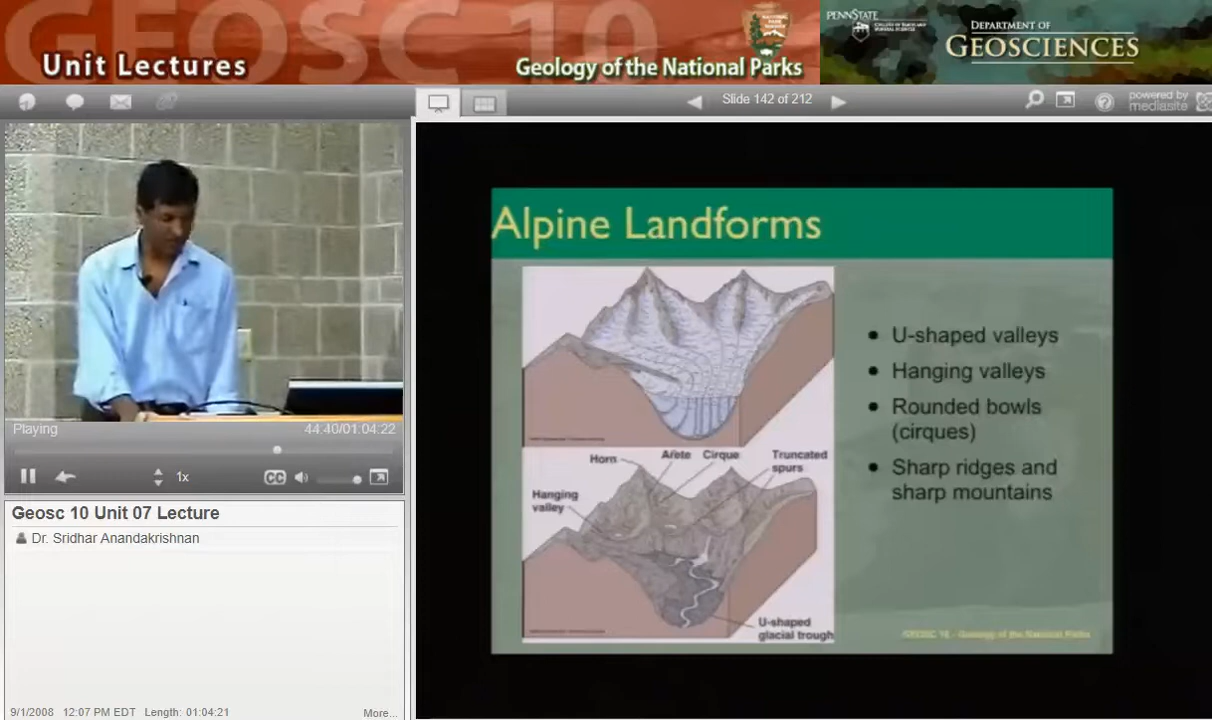 GEOSC 10
Unit Lectures
Geology of the National Parks
PENNSTATE
DEPARTMENT OF
GEOSCIENCES
Slide 142 of 212
powered by
mediasite
Playing
44:40/01:04:22
1x
CC
Geosc 10 Unit 07 Lecture
Dr. Sridhar Anandakrishnan
9/1/2008 12:07 PM EDT Length: 01:04:21
More...
Alpine Landforms
Horn
Arete
Cirque
Truncated
spurs
Hanging
valley
U-shaped
glacial trough
• U-shaped valleys
• Hanging valleys
• Rounded bowls
(cirques)
• Sharp ridges and
sharp mountains
GEOSC 10 - Geology of the National Parks